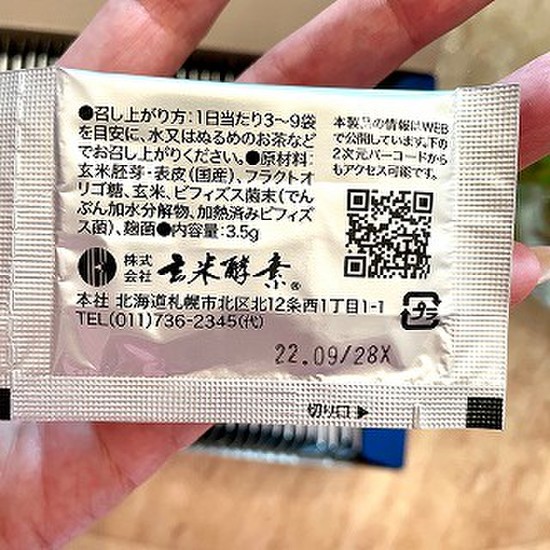 ●召し上がり方:1日当たり3〜9袋
を目安に、水又はぬるめのお茶など
でお召し上がりください。●原材料:
玄米胚芽・表皮(国産)、フラクトオ
リゴ糖、玄米、ビフィズス菌末(でん
ぷん加水分解物、加熱済みビフィズ
ス菌)、麹菌●内容量:3.5g
本製品の情報はWEB
で公開しています。下の
2次元バーコードから
もアクセス可能です。
株式会社 玄米酵素®
本社 北海道札幌市北区北12条西1丁目1-1
TEL(011)736-2345(代)
プラ
22.09/28X
切り口▶